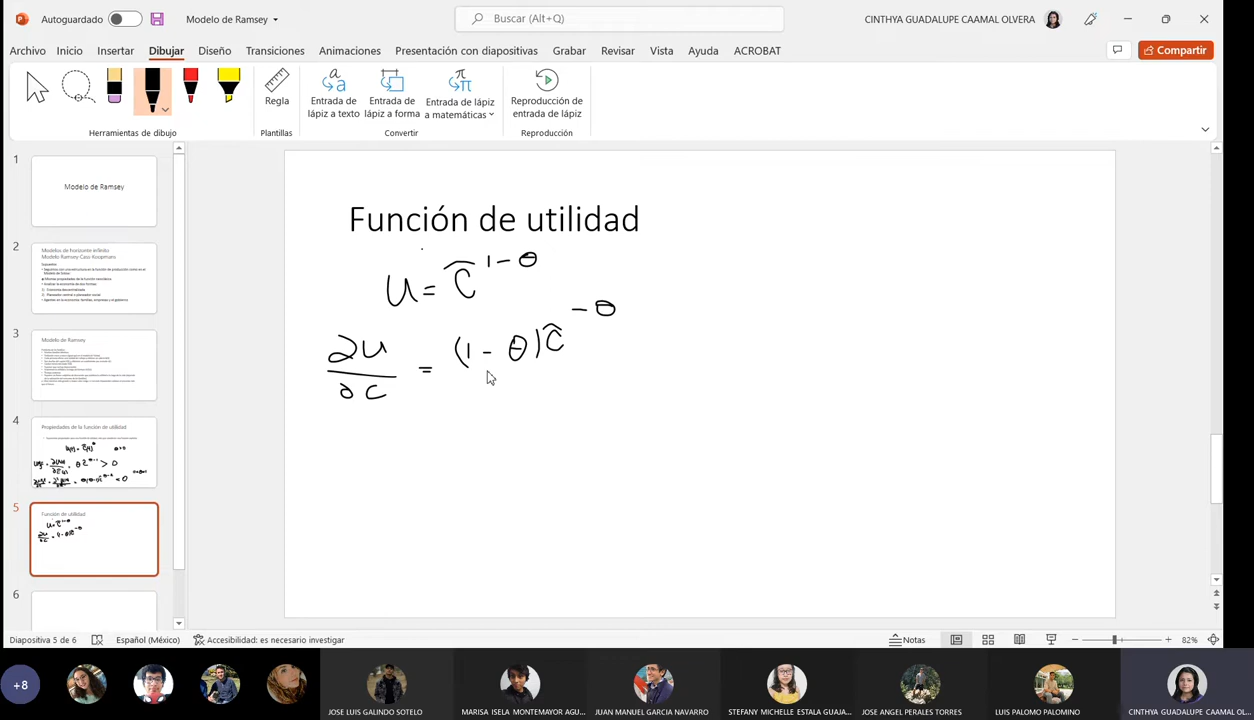 Autoguardado
Modelo de Ramsey
Buscar (Alt+Q)
CINTHYA GUADALUPE CAAMAL OLVERA
Archivo Inicio Insertar Dibujar Diseño Transiciones Animaciones Presentación con diapositivas Grabar Revisar Vista Ayuda ACROBAT
Compartir
Regla
Entrada de lápiz a texto
Entrada de lápiz a forma
Entrada de lápiz a matemáticas
Reproducción de entrada de lápiz
Herramientas de dibujo
Plantillas
Convertir
Reproducción
1
Modelo de Ramsey
2
Modelos de horizonte infinito
Modelo Ramsey Cass-Koopmans
3
Modelo de Ramsey
4
Propiedades de la función de utilidad
5
Función de utilidad
6
Función de utilidad
u = ĉ^1-θ
∂u/∂c = (1-θ)ĉ^-θ
Diapositiva 5 de 6
Español (México)
Accesibilidad: es necesario investigar
Notas
82%
+8
JOSE LUIS GALINDO SOTELO
MARISA ISELA MONTEMAYOR AGU...
JUAN MANUEL GARCIA NAVARRO
STEFANY MICHELLE ESTALA GUAJA...
JOSE ANGEL PERALES TORRES
LUIS PALOMO PALOMINO
CINTHYA GUADALUPE CAAMAL OL...